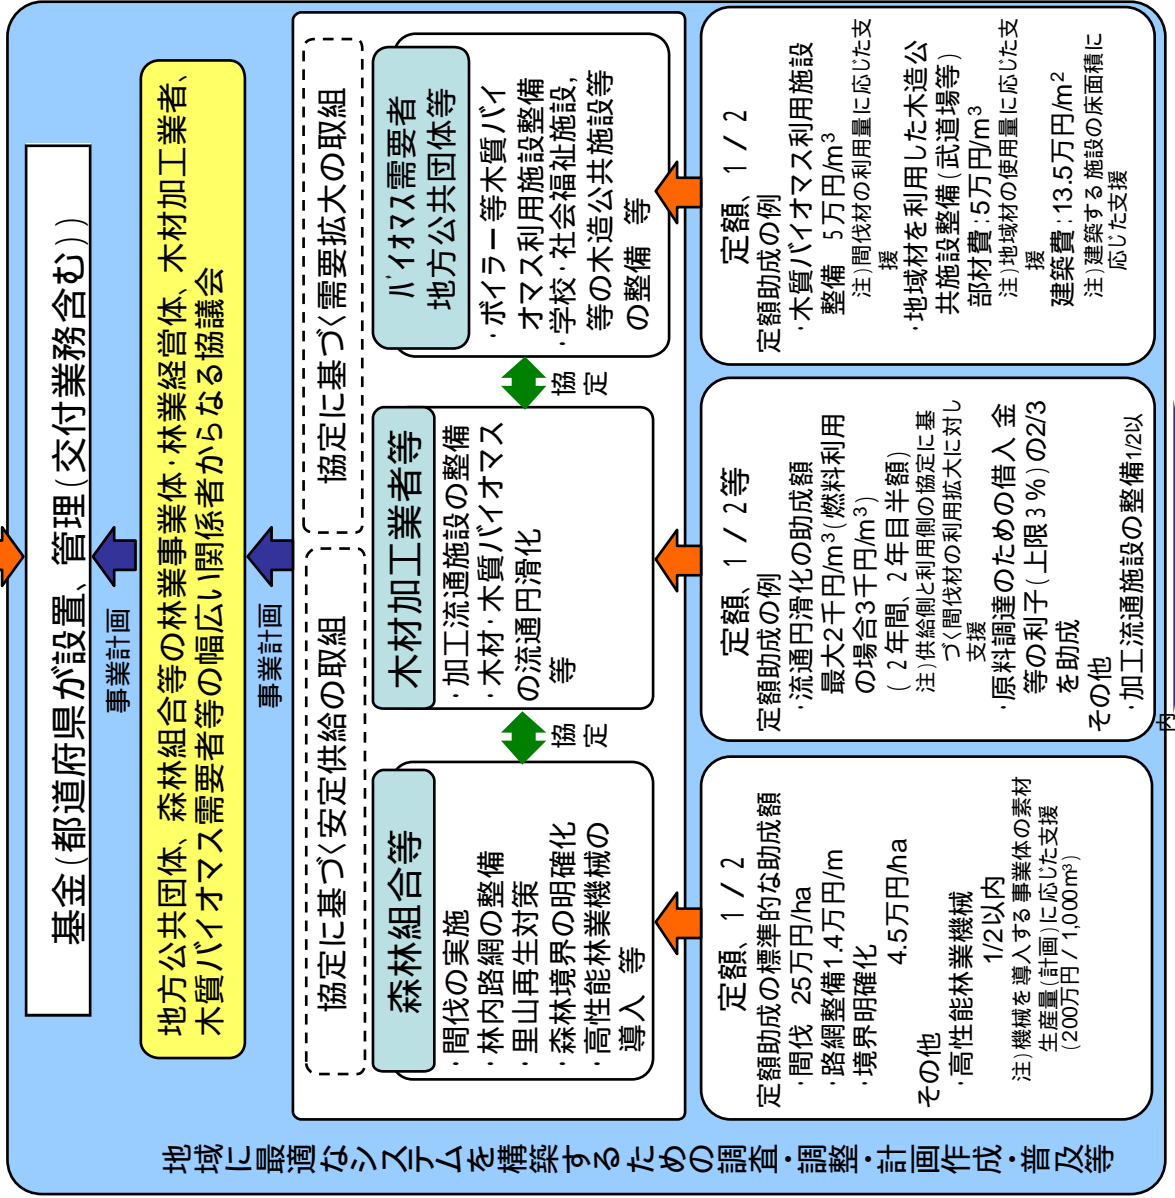 基金(都道府県が設置、管理(交付業務含む))
事業計画
地方公共団体、森林組合等の林業事業体・林業経営体、木材加工業者、
木質バイオマス需要者等の幅広い関係者からなる協議会
事業計画
協定に基づく安定供給の取組
協定に基づく需要拡大の取組
森林組合等
・間伐の実施
・林内路網の整備
・里山再生対策
・森林境界の明確化
・高性能林業機械の
導入 等
協定
木材加工業者等
・加工流通施設の整備
・木材・木質バイオマス
の流通円滑化
等
協定
バイオマス需要者
地方公共団体等
・ボイラー等木質バイ
オマス利用施設整備
・学校・社会福祉施設,
等の木造公共施設等
の整備 等
定額、1/2
定額助成の標準的な助成額
・間伐 25万円/ha
・路網整備1.4万円/m
・境界明確化
4.5万円/ha
その他
・高性能林業機械
1/2以内
注)機械を導入する事業体の素材
生産量(計画)に応じた支援
(200万円/1,000m³)
定額、1/2等
定額助成の例
・流通円滑化の助成額
最大2千円/m³(燃料利用
の場合3千円/m³)
(2年間、2年目半額)
注)供給側と利用側の協定に基
づく間伐材の利用拡大に対し
支援
・原料調達のための借入金
等の利子(上限3%)の2/3
を助成
その他
・加工流通施設の整備1/2以
内
定額、1/2
定額助成の例
・木質バイオマス利用施設
整備 5万円/m³
注)間伐材の利用量に応じた支
援
・地域材を利用した木造公
共施設整備(武道場等)
部材費:5万円/m³
注)地域材の使用量に応じた支
援
建築費:13.5万円/m²
注)建築する施設の床面積に
応じた支援
地域に最適なシステムを構築するための調査・調整・計画作成・普及等